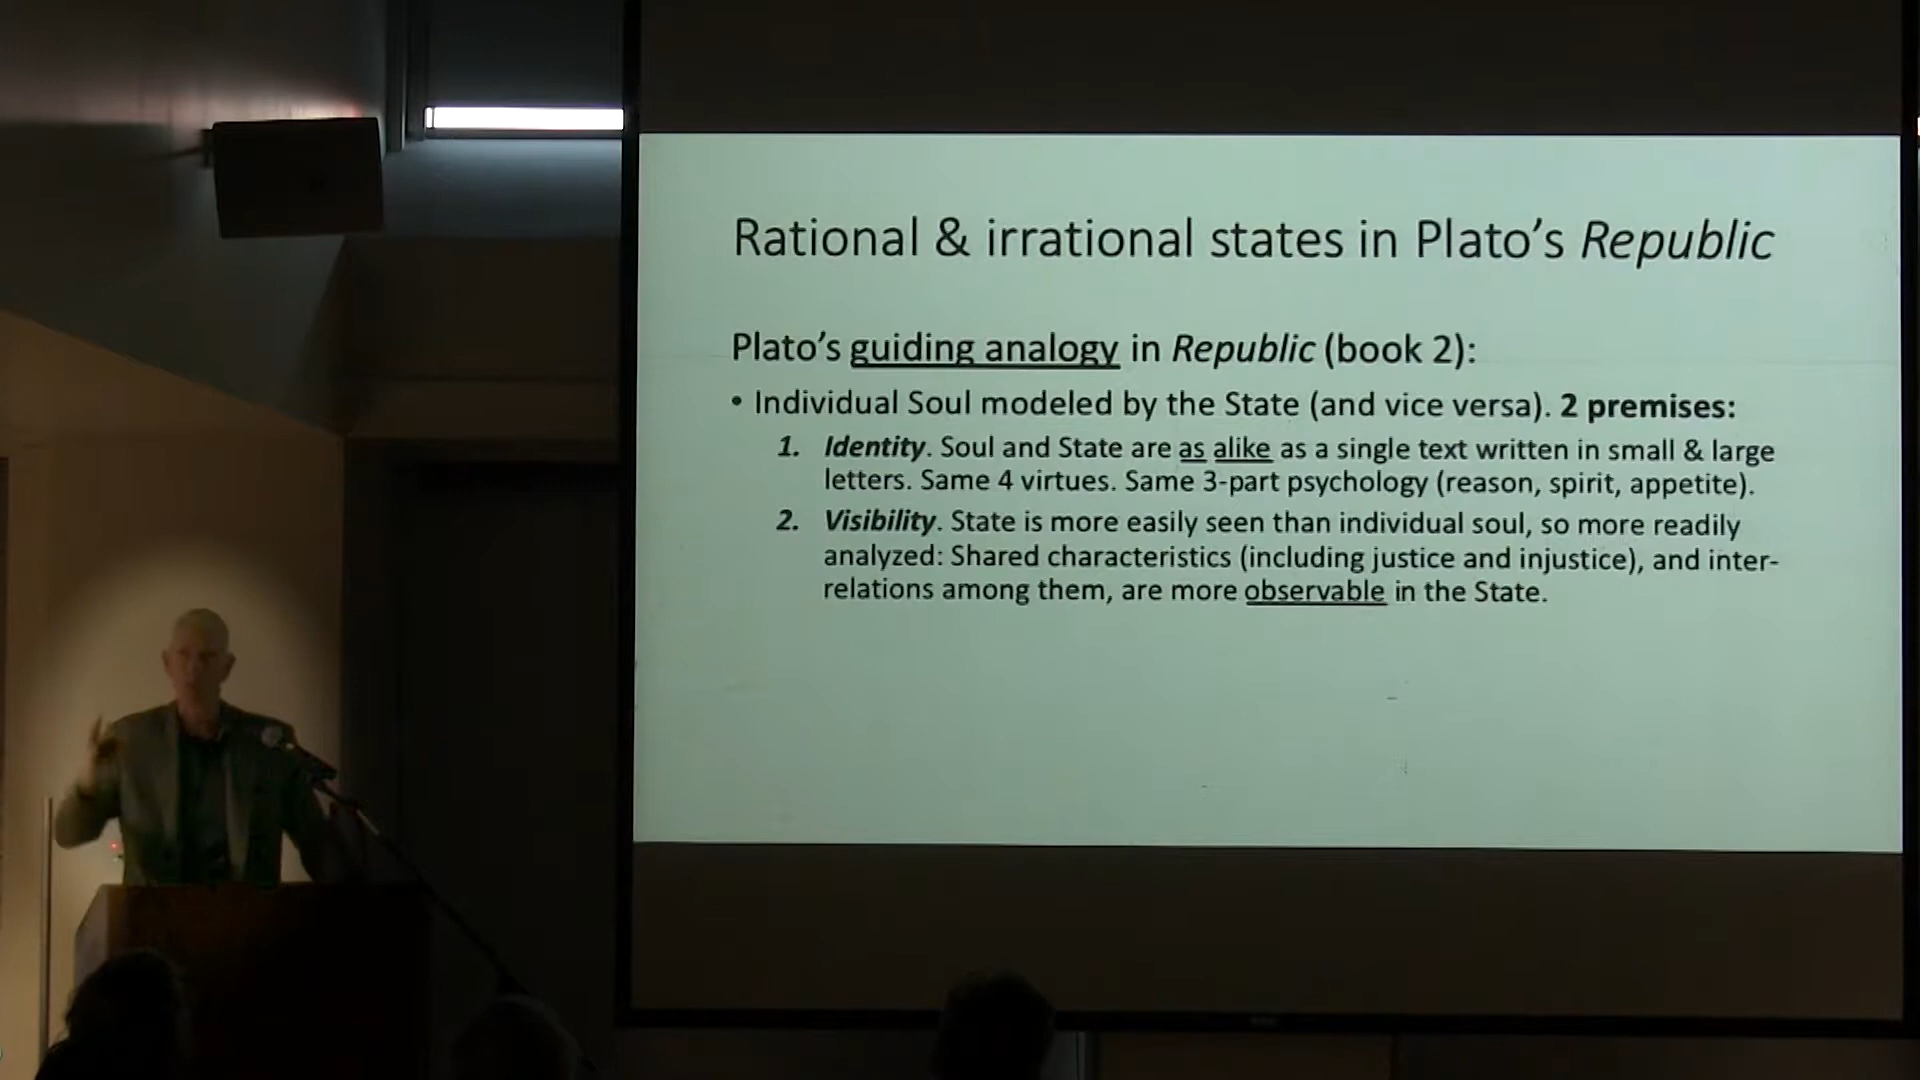 Rational & irrational states in Plato's Republic
Plato's guiding analogy in Republic (book 2):
• Individual Soul modeled by the State (and vice versa). 2 premises:
1. Identity. Soul and State are as alike as a single text written in small & large
letters. Same 4 virtues. Same 3-part psychology (reason, spirit, appetite).
2. Visibility. State is more easily seen than individual soul, so more readily
analyzed: Shared characteristics (including justice and injustice), and inter-
relations among them, are more observable in the State.